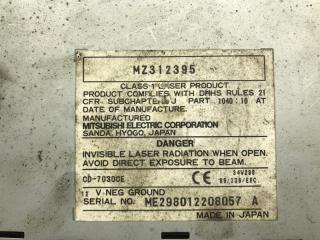 MZ312395
CLASS 1 LASER PRODUCT
PRODUCT COMPLIES WITH DHHS RULES 21
CFR SUBCHAPTER J PART 1040:10 AT
DATE OF MANUFACTURE.
MANUFACTURED
MITSUBISHI ELECTRIC CORPORATION
SANDA, HYOGO, JAPAN
DANGER
INVISIBLE LASER RADIATION WHEN OPEN.
AVOID DIRECT EXPOSURE TO BEAM.
CD-7030GE CE
V NEG GROUND
SERIAL NO. ME298012208057 A
MADE IN JAPAN